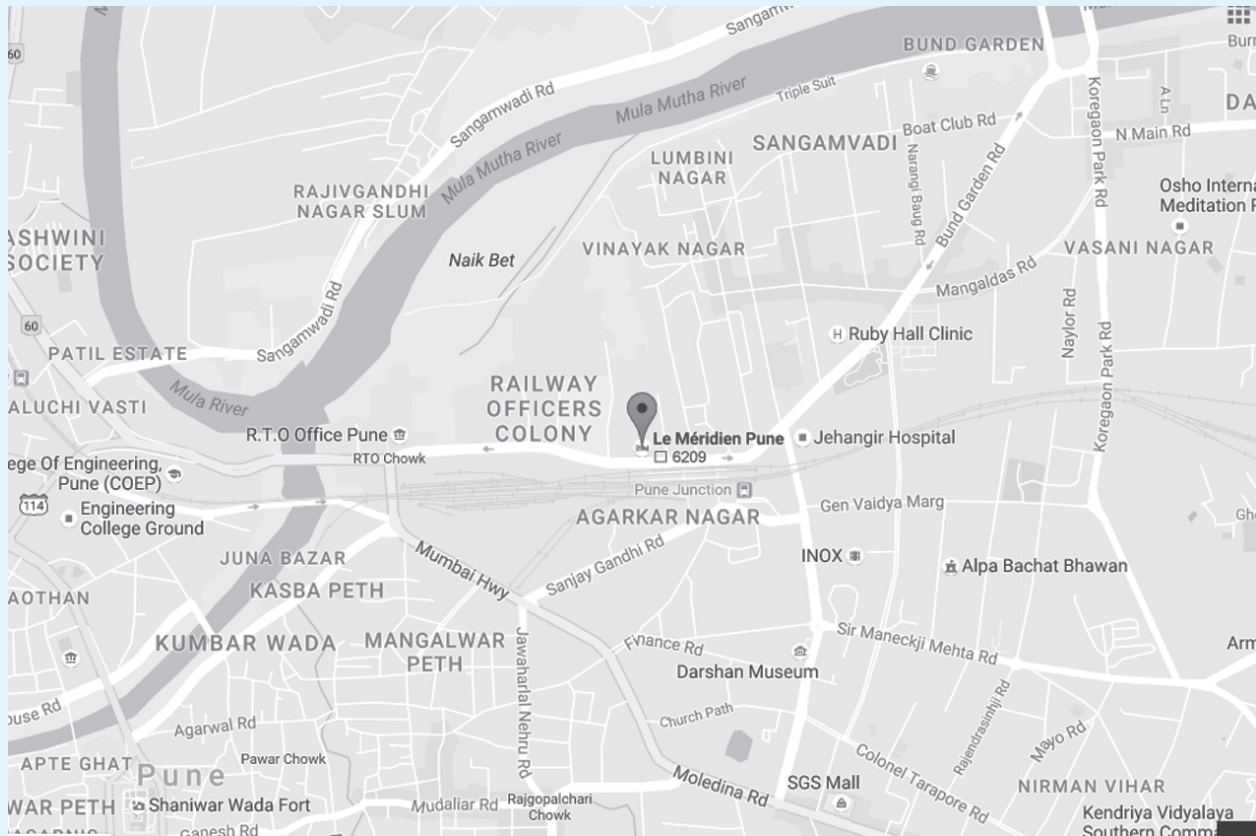 Sangamw
60
BUND GARDEN
Triple Suit
Mula Mutha River
Sangamwadi Rd
Mula Mutha River
Boat Club Rd
SANGAMVADI
A Ln
N Main Rd
Koregaon Park Rd
LUMBINI
NAGAR
Narangi Baug Rd
Bund Garden Rd
RAJIVGANDHI
NAGAR SLUM
Osho Interna
Meditation R
ASHWINI
SOCIETY
Naik Bet
VINAYAK NAGAR
VASANI NAGAR
Mangaldas Rd
Sangamwadi Rd
60
Naylor Rd
H Ruby Hall Clinic
PATIL ESTATE
Koregaon Park Rd
Mula River
RAILWAY
OFFICERS
COLONY
ALUCHI VASTI
R.T.O Office Pune
Le Méridien Pune
6209
Jehangir Hospital
RTO Chowk
ege Of Engineering,
Pune (COEP)
Pune Junction
114
Engineering
College Ground
AGARKAR NAGAR
Gen Vaidya Marg
Gho
JUNA BAZAR
Mumbai Hwy
Sanjay Gandhi Rd
INOX
Alpa Bachat Bhawan
KASBA PETH
AOTHAN
KUMBAR WADA
MANGALWAR
PETH
Jawaharlal Nehru Rd
Finance Rd
Sir Maneckji Mehta Rd
Arm
Darshan Museum
ouse Rd
Agarwal Rd
Church Path
Rajendrasinhji Rd
Mayo Rd
Pawar Chowk
APTE GHAT
Pune
Colonel Tarapore Rd
Moledina Rd
SGS Mall
NIRMAN VIHAR
WAR PETH
Shaniwar Wada Fort
Mudaliar Rd
Rajgopalchari
Chowk
Kendriya Vidyalaya
Southern Comma
Ganesh Rd